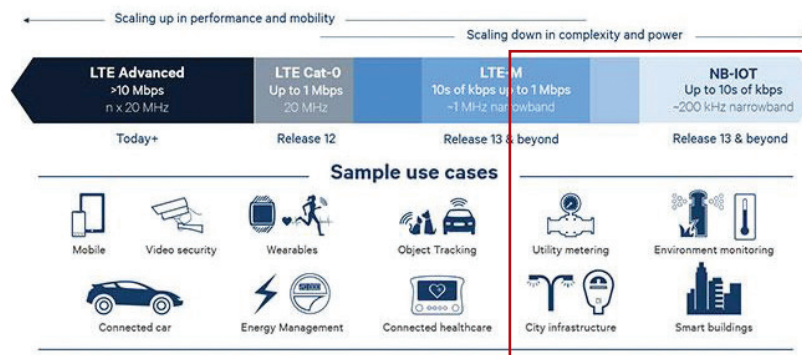 Scaling up in performance and mobility
Scaling down in complexity and power
LTE Advanced
>10 Mbps
n x 20 MHz
LTE Cat-0
Up to 1 Mbps
20 MHz
LTE-M
10s of kbps up to 1 Mbps
~1 MHz narrowband
NB-IOT
Up to 10s of kbps
~200 kHz narrowband
Today+
Release 12
Release 13 & beyond
Release 13 & beyond
Sample use cases
Mobile
Video security
Wearables
Object Tracking
Utility metering
Environment monitoring
Connected car
Energy Management
Connected healthcare
City infrastructure
Smart buildings